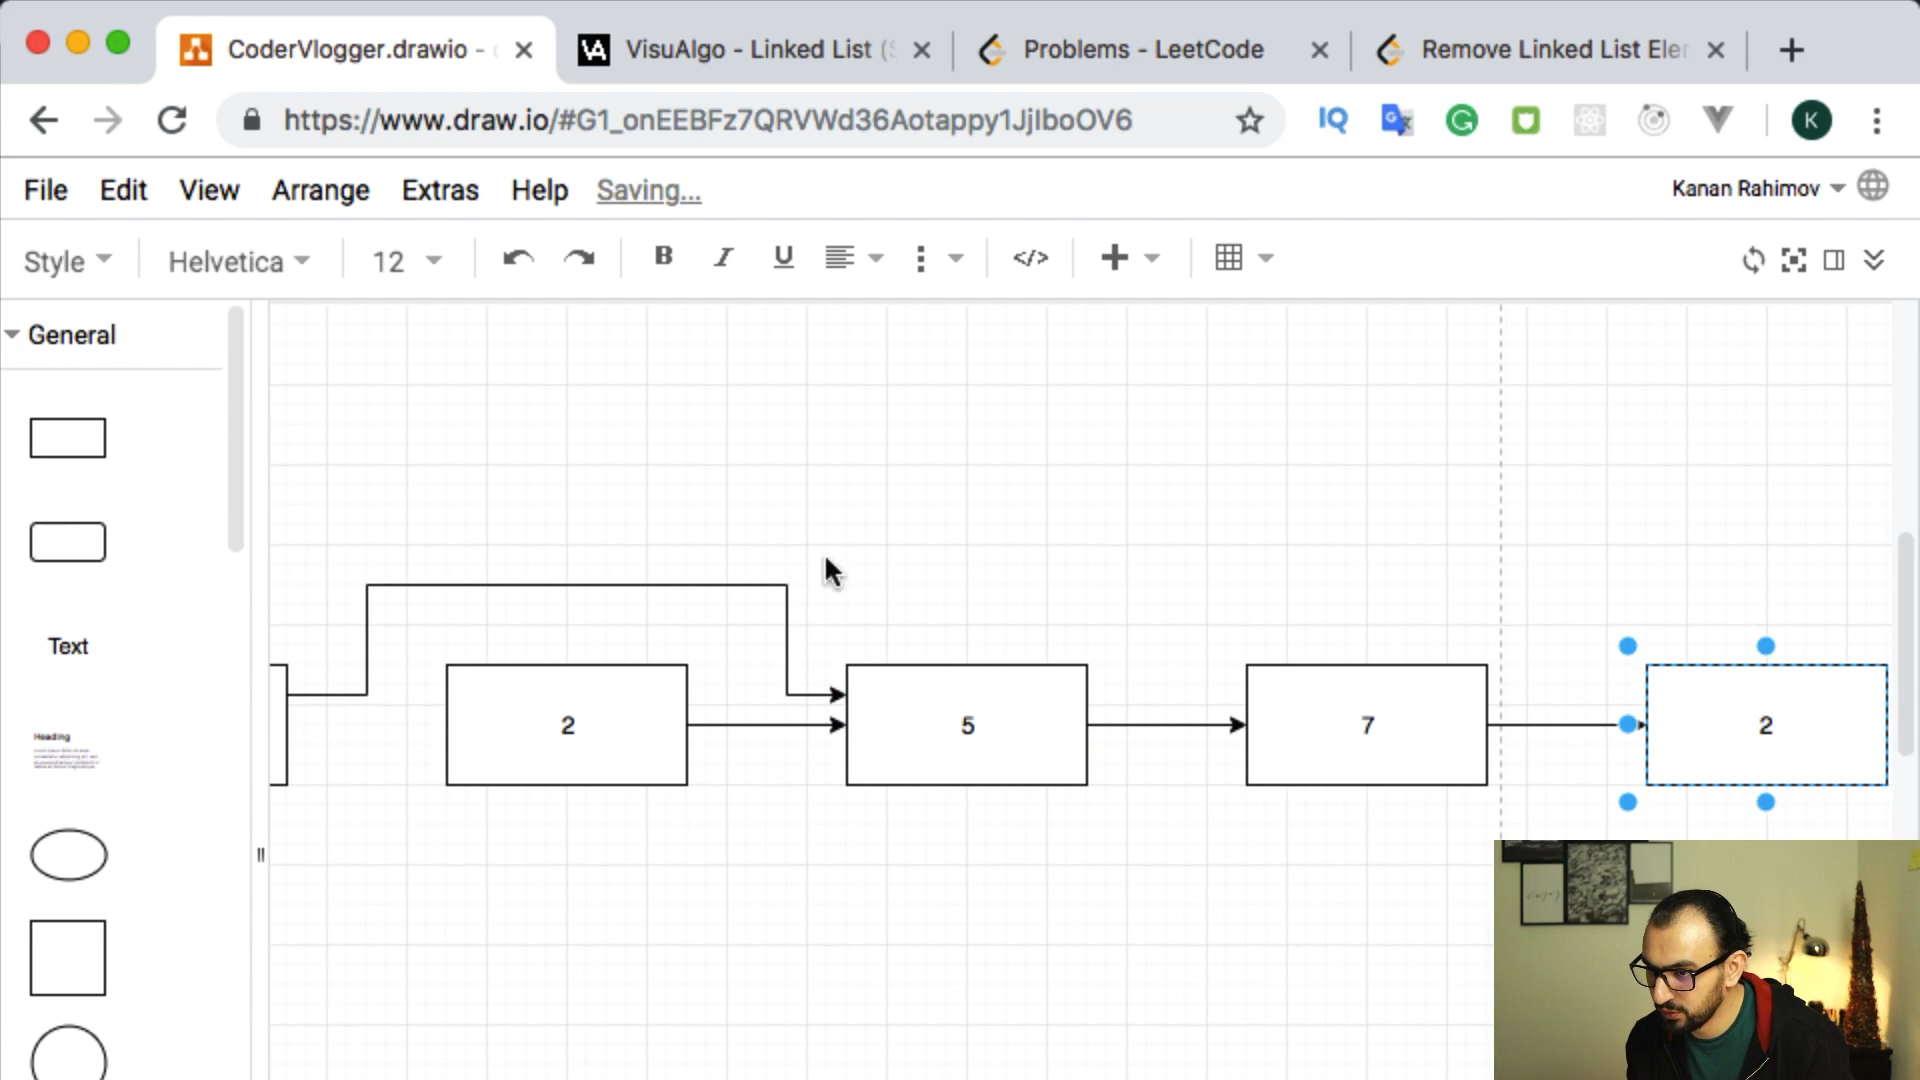 CoderVlogger.drawio -
VisuAlgo - Linked List (
Problems - LeetCode
Remove Linked List Eler
https://www.draw.io/#G1_onEEBFz7QRVWd36Aotappy1JjIboOV6
IQ
K
File Edit View Arrange Extras Help Saving...
Kanan Rahimov
Style Helvetica 12 B I U
General
Text
Heading
2 5 7 2